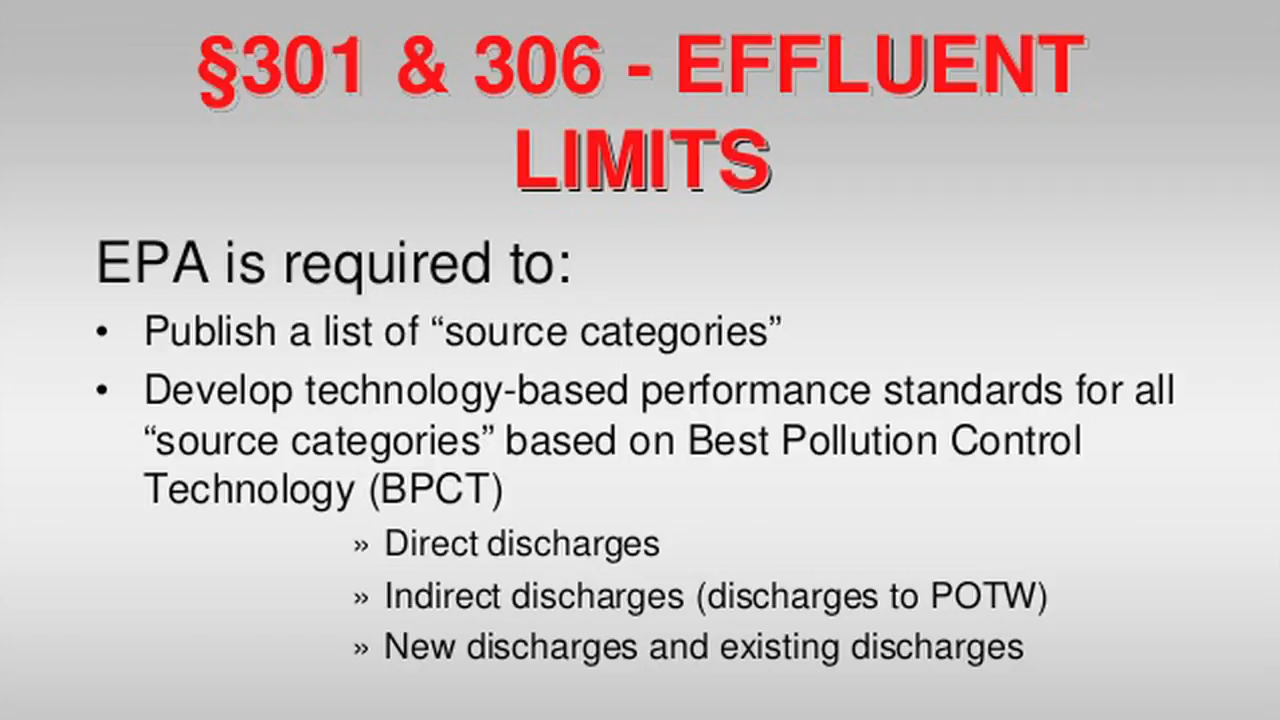 §301 & 306 - EFFLUENT
LIMITS
EPA is required to:
• Publish a list of “source categories”
• Develop technology-based performance standards for all
“source categories” based on Best Pollution Control
Technology (BPCT)
» Direct discharges
» Indirect discharges (discharges to POTW)
» New discharges and existing discharges